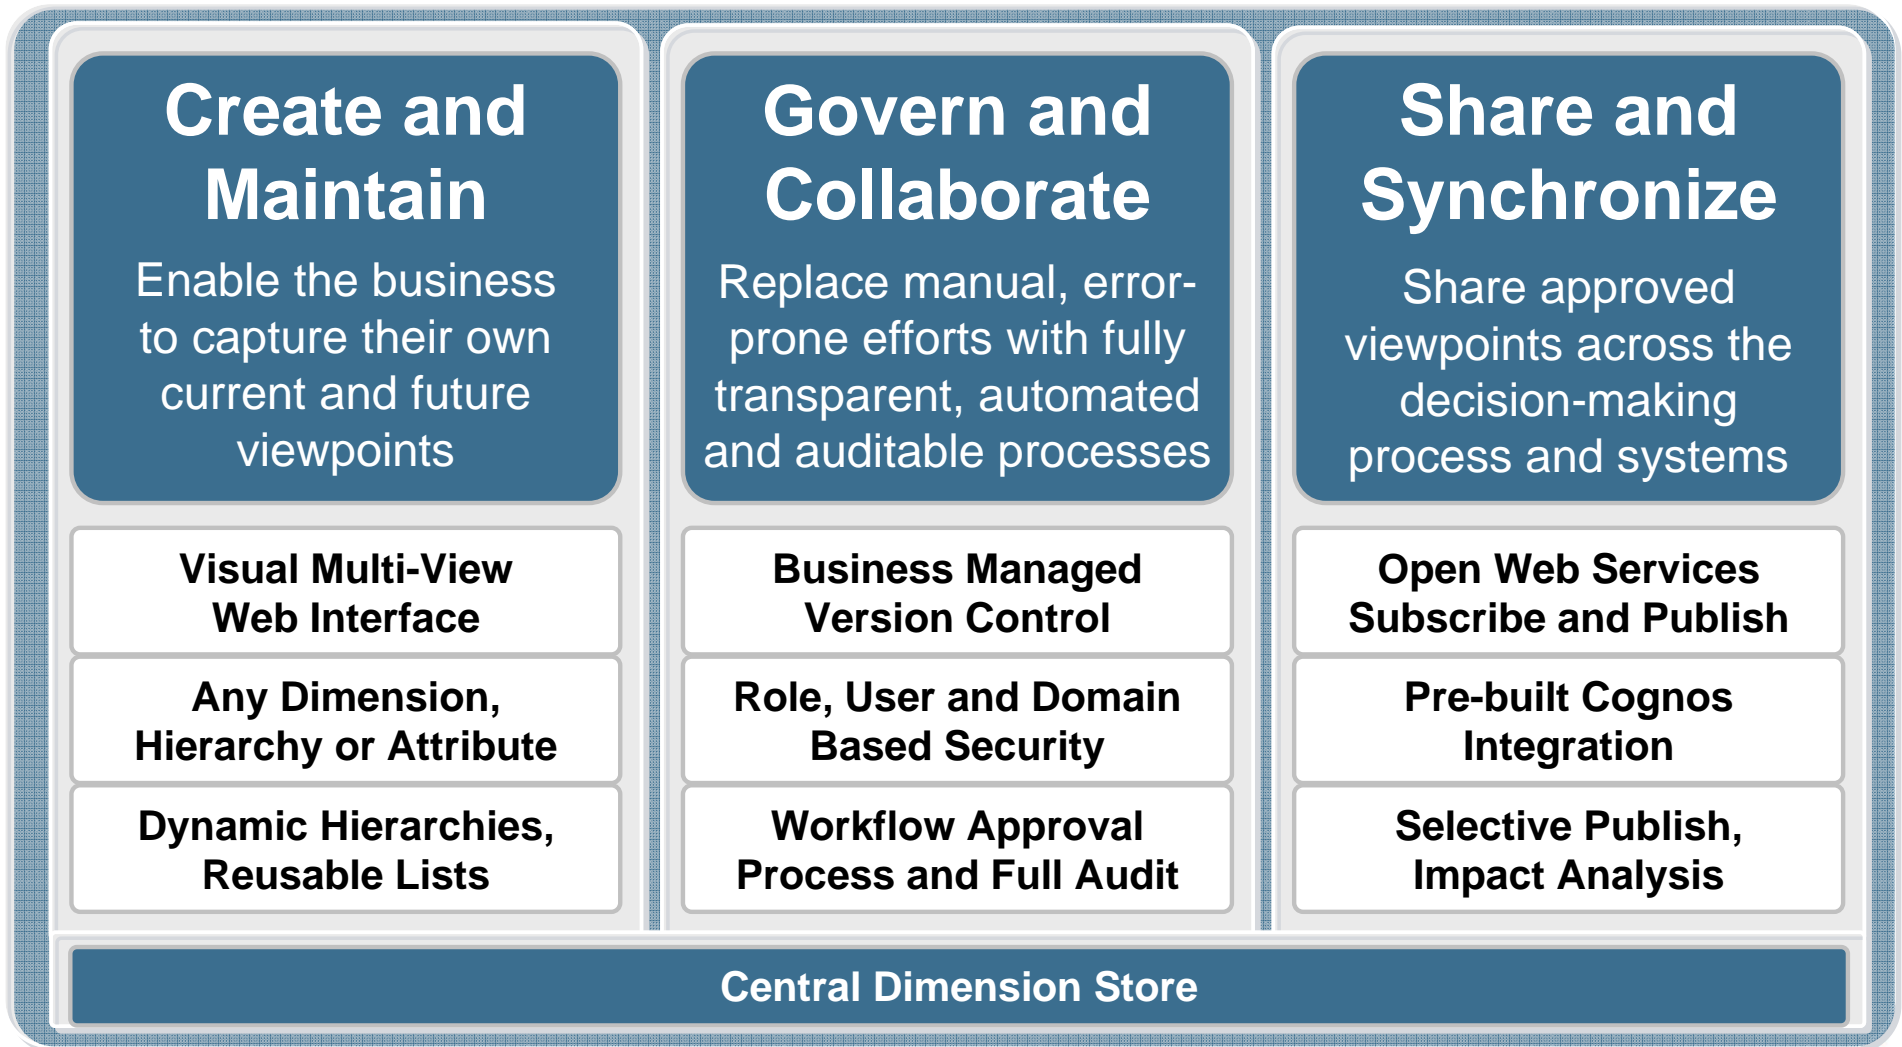 Create and
Maintain
Enable the business
to capture their own
current and future
viewpoints
Visual Multi-View
Web Interface
Any Dimension,
Hierarchy or Attribute
Dynamic Hierarchies,
Reusable Lists
Govern and
Collaborate
Replace manual, error-
prone efforts with fully
transparent, automated
and auditable processes
Business Managed
Version Control
Role, User and Domain
Based Security
Workflow Approval
Process and Full Audit
Share and
Synchronize
Share approved
viewpoints across the
decision-making
process and systems
Open Web Services
Subscribe and Publish
Pre-built Cognos
Integration
Selective Publish,
Impact Analysis
Central Dimension Store